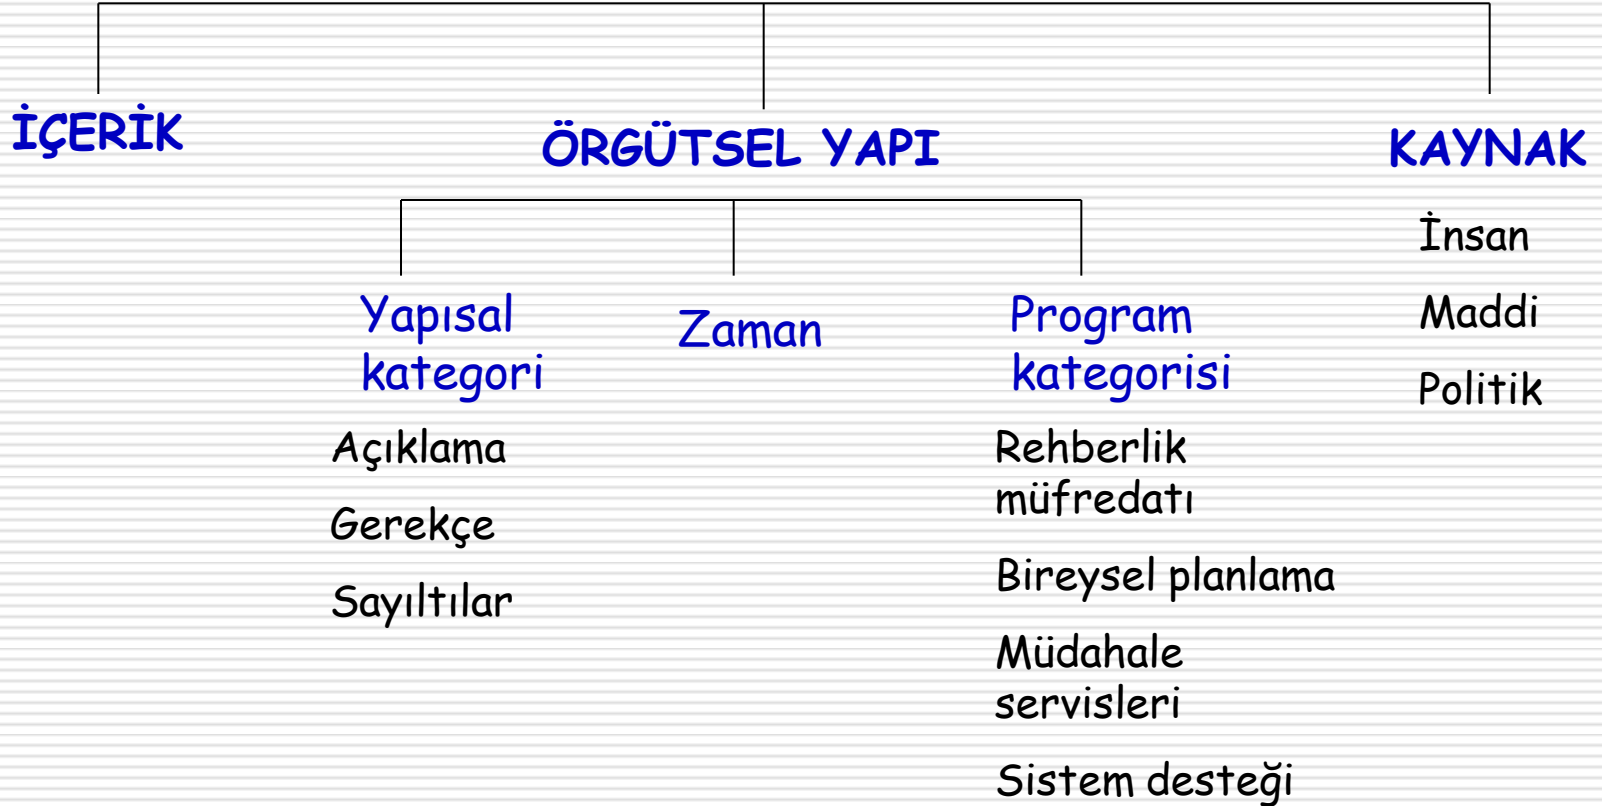 İÇERİK
ÖRGÜTSEL YAPI
KAYNAK
Yapısal
kategori
Açıklama
Gerekçe
Sayıltılar
Zaman
Program
kategorisi
Rehberlik
müfredatı
Bireysel planlama
Müdahale
servisleri
Sistem desteği
İnsan
Maddi
Politik